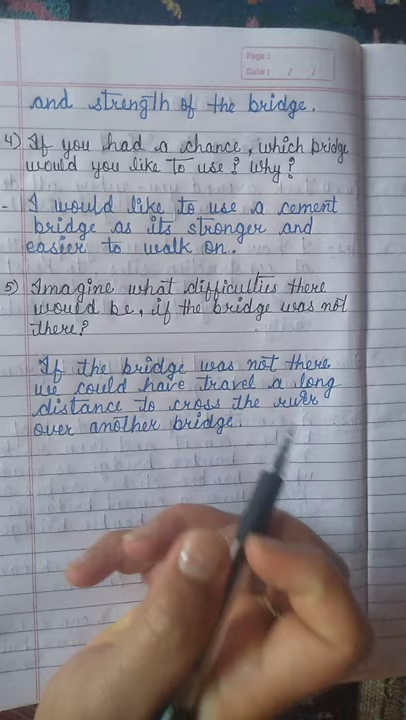 Page :
Date : / /
and strength of the bridge.
4) If you had a chance, which bridge
would you like to use? Why?
- I would like to use a cement
bridge as its stronger and
easier to walk on.
5) Imagine what difficulties there
would be, if the bridge was not
there?
If the bridge was not there
we could have travel a long
distance to cross the river
over another bridge.